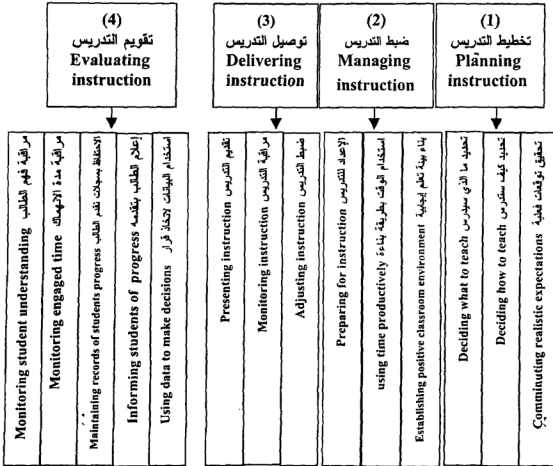 (1)
تخطيط التدريس
Planning
instruction
(2)
ضبط التدريس
Managing
instruction
(3)
توصيل التدريس
Delivering
instruction
(4)
تقويم التدريس
Evaluating
instruction
تحديد ما الذي سيدرس Deciding what to teach
تحديد كيف ستدرس Deciding how to teach
تحقيق توقعات فعلية Comminuting realistic expectations
الإعداد للتدريس Preparing for instruction
استخدام الوقت بطريقة بناءة using time productively
بناء بيئة تعلم إيجابية Establishing positive classroom environment
تقديم التدريس Presenting instruction
مراقبة التدريس Monitoring instruction
ضبط التدريس Adjusting instruction
مراقبة فهم الطالب Monitoring student understanding
مراقبة مدة الانهماك Monitoring engaged time
الاحتفاظ بسجلات تقدم الطالب Maintaining records of students progress
إعلام الطالب بتقدمه Informing students of progress
استخدام البيانات لاتخاذ قرار Using data to make decisions